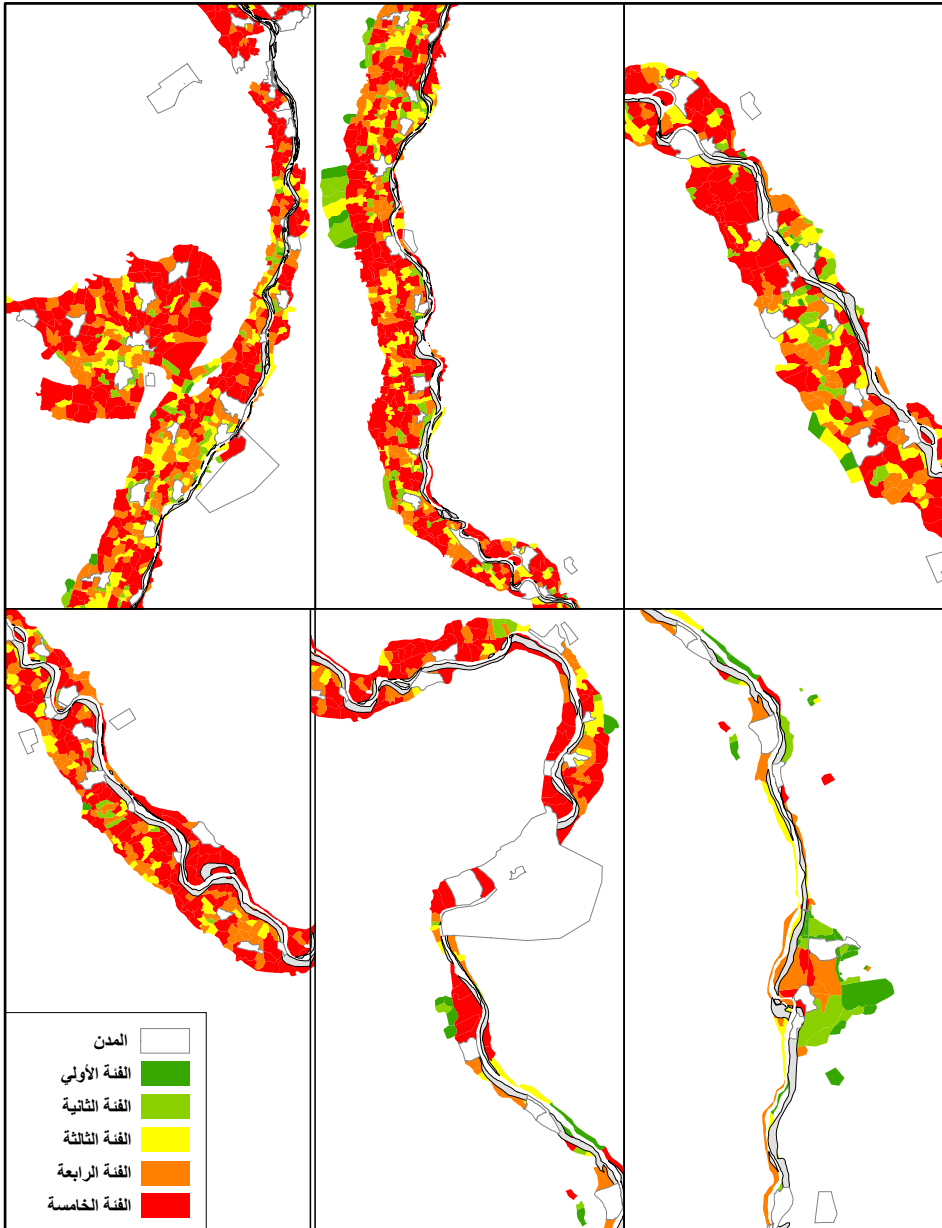 المدن
الفئة الأولي
الفئة الثانية
الفئة الثالثة
الفئة الرابعة
الفئة الخامسة